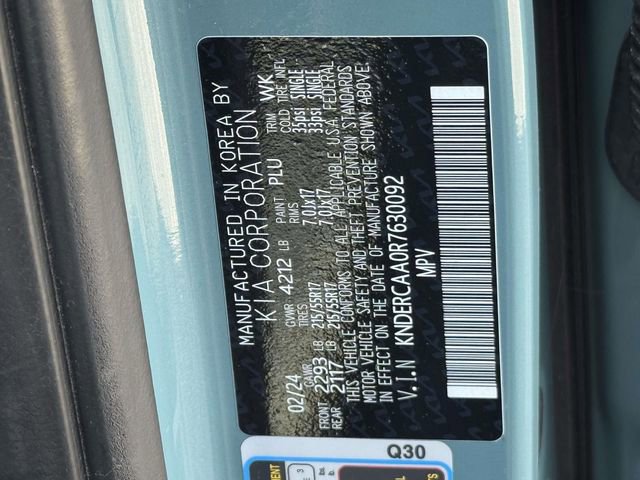 MANUFACTURED IN KOREA BY
KIA CORPORATION
02/24 GVWR 4212 LB PAINT PLU TRIM WK
GAWR TIRES RIMS COLD TIRE INFL
FRONT 2293 LB 215/55R17 7.0Jx17 35psi SINGLE
REAR 2117 LB 215/55R17 7.0Jx17 33psi SINGLE
THIS VEHICLE CONFORMS TO ALL APPLICABLE U.S.A. FEDERAL
MOTOR VEHICLE SAFETY AND THEFT PREVENTION STANDARDS
IN EFFECT ON THE DATE OF MANUFACTURE SHOWN ABOVE.
V.I.N KNDERCAA0R7630092
MPV
Q30